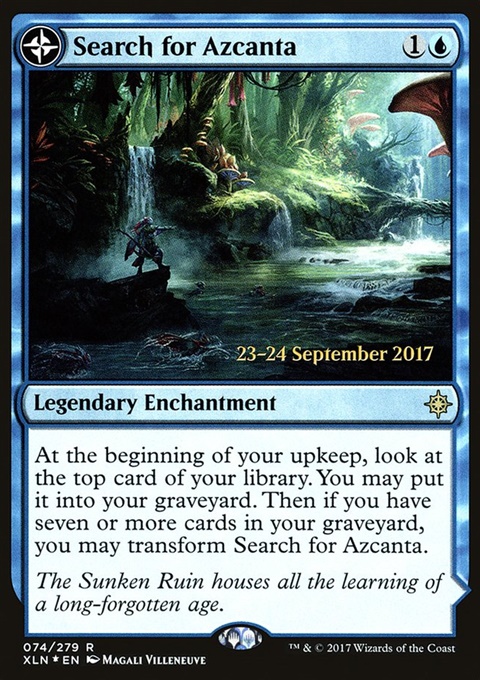 Search for Azcanta
1
23–24 September 2017
Legendary Enchantment
At the beginning of your upkeep, look at
the top card of your library. You may put
it into your graveyard. Then if you have
seven or more cards in your graveyard,
you may transform Search for Azcanta.
The Sunken Ruin houses all the learning of
a long-forgotten age.
074/279 R
XLN ★ EN Magali Villeneuve
™ & © 2017 Wizards of the Coast